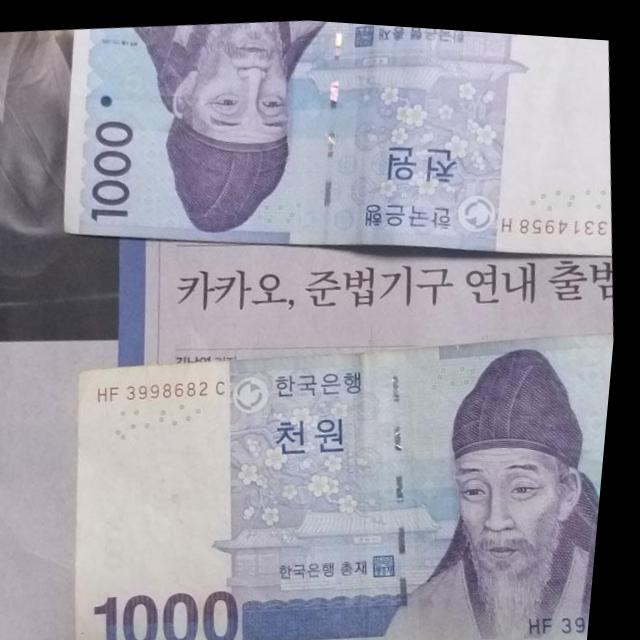 1000
천원
한국은행
3314958 H
카카오, 준법기구 연내 출범
HF 3998682 C
한국은행
천원
한국은행 총재
1000
HF 39